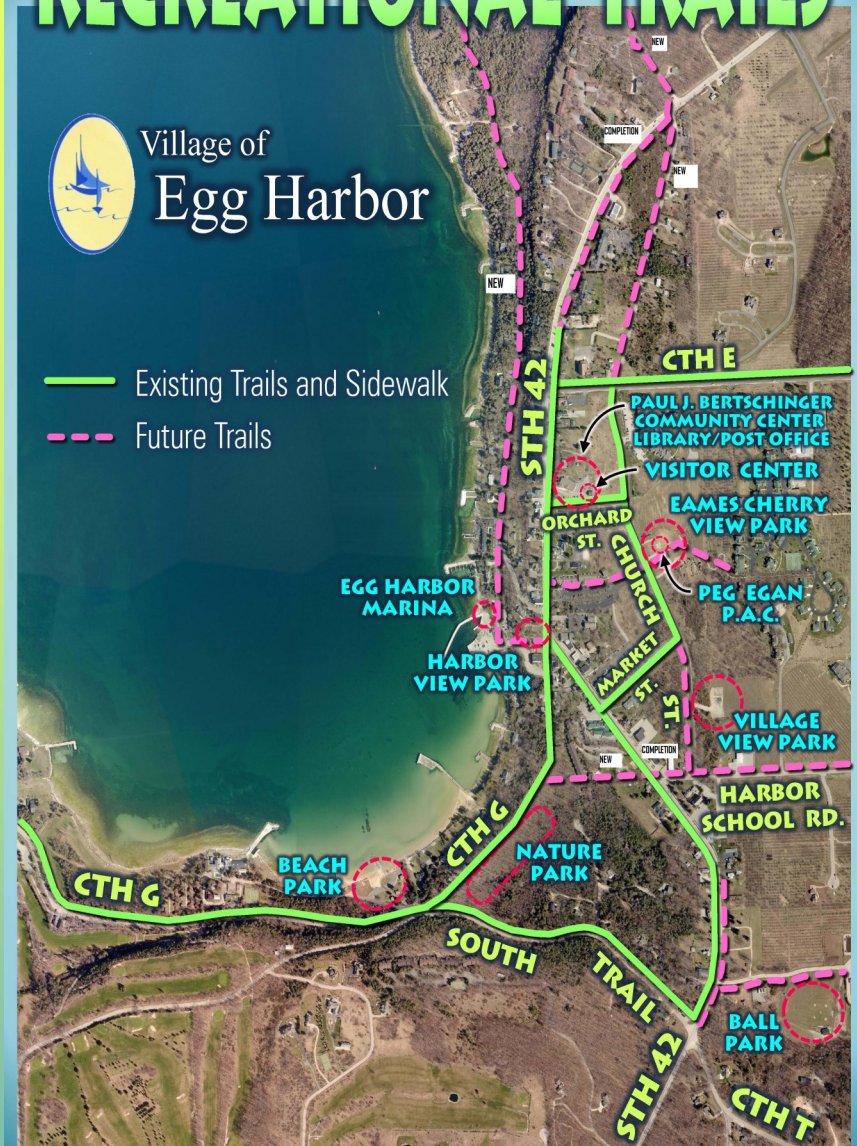 RECREATIONAL TRAILS
NEW
COMPLETION
NEW
Village of
Egg Harbor
NEW
Existing Trails and Sidewalk
Future Trails
STH 42
CTH E
PAUL J. BERTSCHINGER
COMMUNITY CENTER
LIBRARY/POST OFFICE
VISITOR CENTER
EAMES CHERRY
VIEW PARK
ORCHARD
ST.
CHURCH
ST.
PEG EGAN
P.A.C.
EGG HARBOR
MARINA
HARBOR
VIEW PARK
MARKET
ST.
VILLAGE
VIEW PARK
NEW
COMPLETION
HARBOR
SCHOOL RD.
CTH G
NATURE
PARK
BEACH
PARK
CTH G
SOUTH
TRAIL
BALL
PARK
STH 42
CTH T